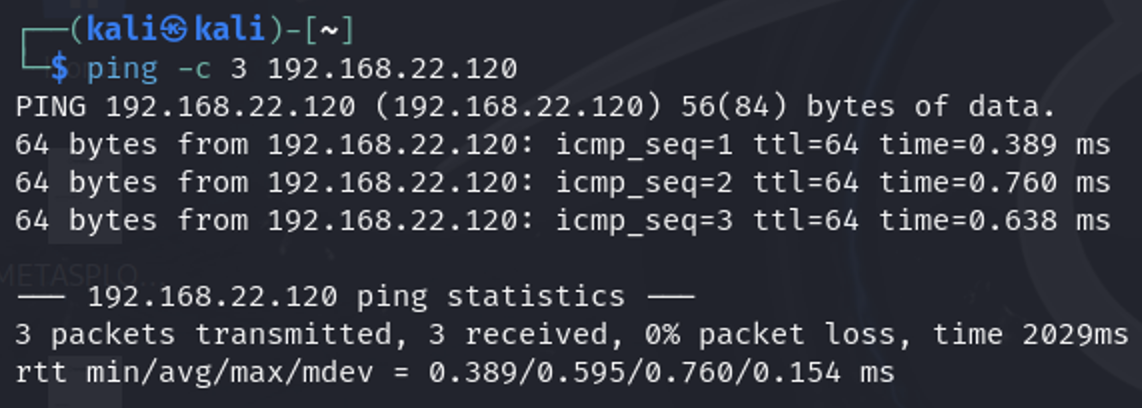 ┌──(kali㉿kali)-[~]
└─$ ping -c 3 192.168.22.120
PING 192.168.22.120 (192.168.22.120) 56(84) bytes of data.
64 bytes from 192.168.22.120: icmp_seq=1 ttl=64 time=0.389 ms
64 bytes from 192.168.22.120: icmp_seq=2 ttl=64 time=0.760 ms
64 bytes from 192.168.22.120: icmp_seq=3 ttl=64 time=0.638 ms
METASPLO...
--- 192.168.22.120 ping statistics ---
3 packets transmitted, 3 received, 0% packet loss, time 2029ms
rtt min/avg/max/mdev = 0.389/0.595/0.760/0.154 ms